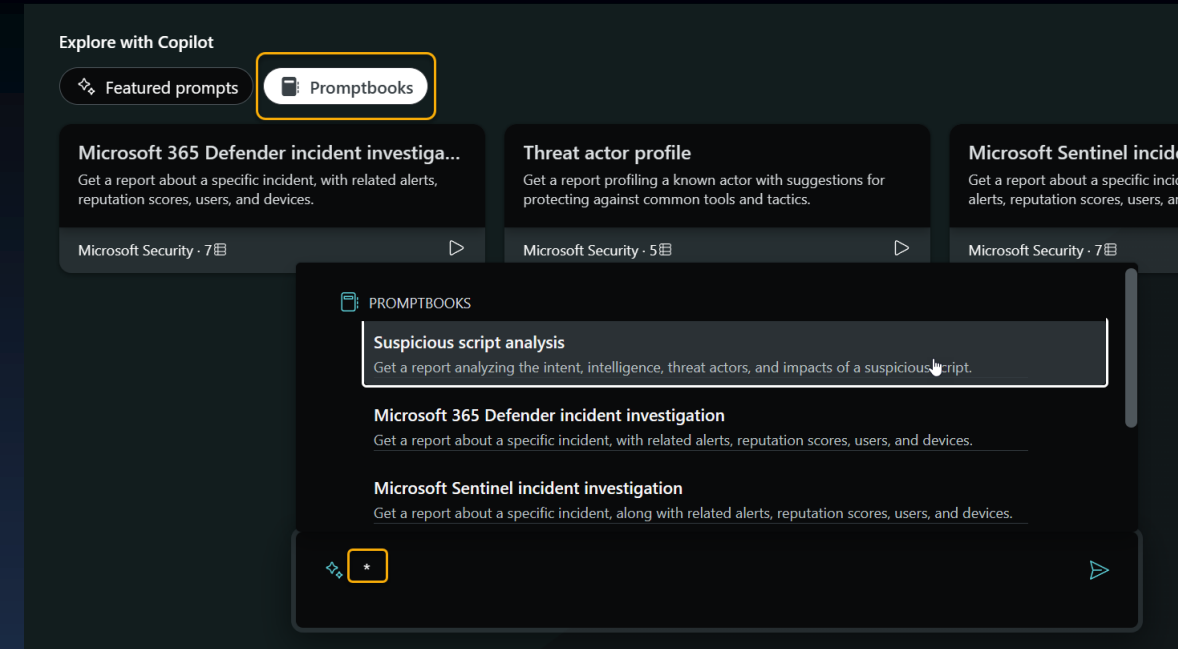 Explore with Copilot
Featured prompts
Promptbooks
Microsoft 365 Defender incident investiga...
Get a report about a specific incident, with related alerts,
reputation scores, users, and devices.
Microsoft Security · 7
Threat actor profile
Get a report profiling a known actor with suggestions for
protecting against common tools and tactics.
Microsoft Security · 5
Microsoft Sentinel incid
Get a report about a specific inci
alerts, reputation scores, users, a
Microsoft Security · 7
PROMPTBOOKS
Suspicious script analysis
Get a report analyzing the intent, intelligence, threat actors, and impacts of a suspicious script.
Microsoft 365 Defender incident investigation
Get a report about a specific incident, with related alerts, reputation scores, users, and devices.
Microsoft Sentinel incident investigation
Get a report about a specific incident, along with related alerts, reputation scores, users, and devices.
*